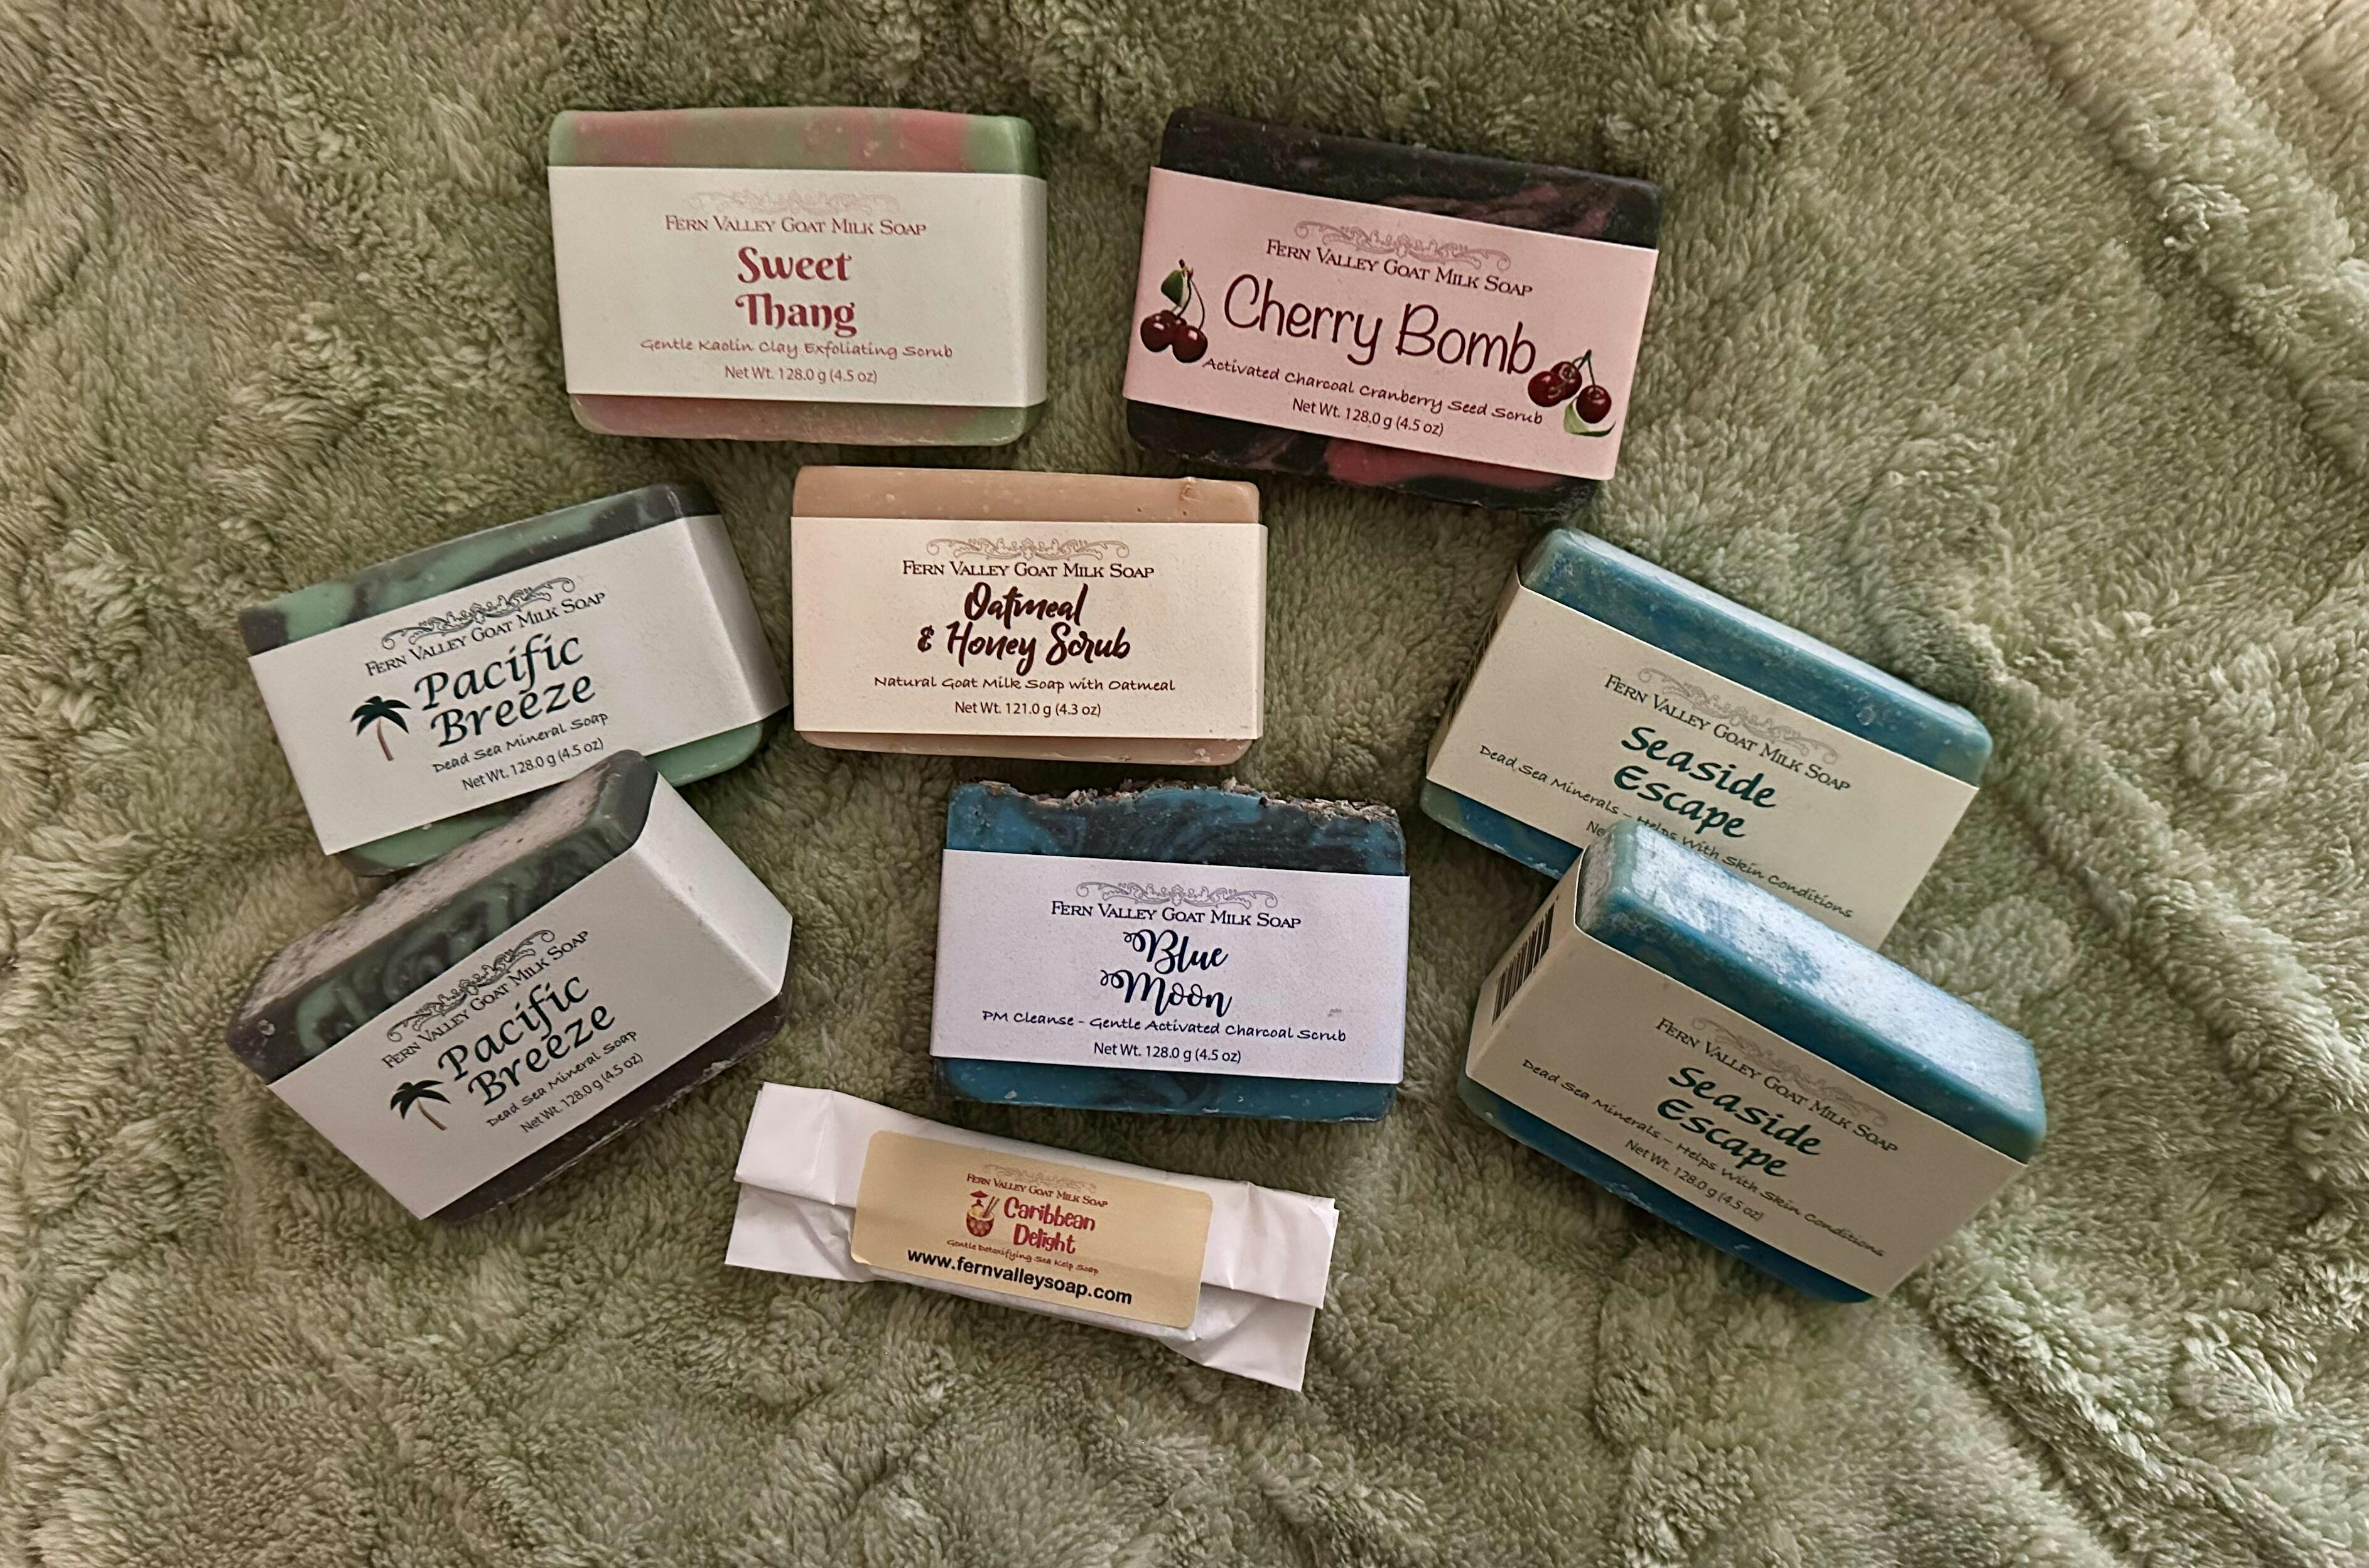 FERN VALLEY GOAT MILK SOAP
Sweet
Thang
Gentle Kaolin Clay Exfoliating Scrub
Net Wt. 128.0 g (4.5 oz)
FERN VALLEY GOAT MILK SOAP
Cherry Bomb
Activated Charcoal Cranberry Seed Scrub
Net Wt. 128.0 g (4.5 oz)
FERN VALLEY GOAT MILK SOAP
Pacific
Breeze
Dead Sea Mineral Soap
Net Wt. 128.0 g (4.5 oz)
FERN VALLEY GOAT MILK SOAP
Oatmeal
& Honey Scrub
Natural Goat Milk Soap with Oatmeal
Net Wt. 121.0 g (4.3 oz)
FERN VALLEY GOAT MILK SOAP
Seaside
Escape
Dead Sea Minerals – Helps With Skin Conditions
FERN VALLEY GOAT MILK SOAP
Pacific
Breeze
Dead Sea Mineral Soap
Net Wt. 128.0 g (4.5 oz)
FERN VALLEY GOAT MILK SOAP
Blue
Moon
PM Cleanse - Gentle Activated Charcoal Scrub
Net Wt. 128.0 g (4.5 oz)
FERN VALLEY GOAT MILK SOAP
Seaside
Escape
Dead Sea Minerals – Helps With Skin Conditions
Net Wt. 128.0 g (4.5 oz)
FERN VALLEY GOAT MILK SOAP
Caribbean
Delight
Gentle Detoxifying Sea Kelp Soap
www.fernvalleysoap.com